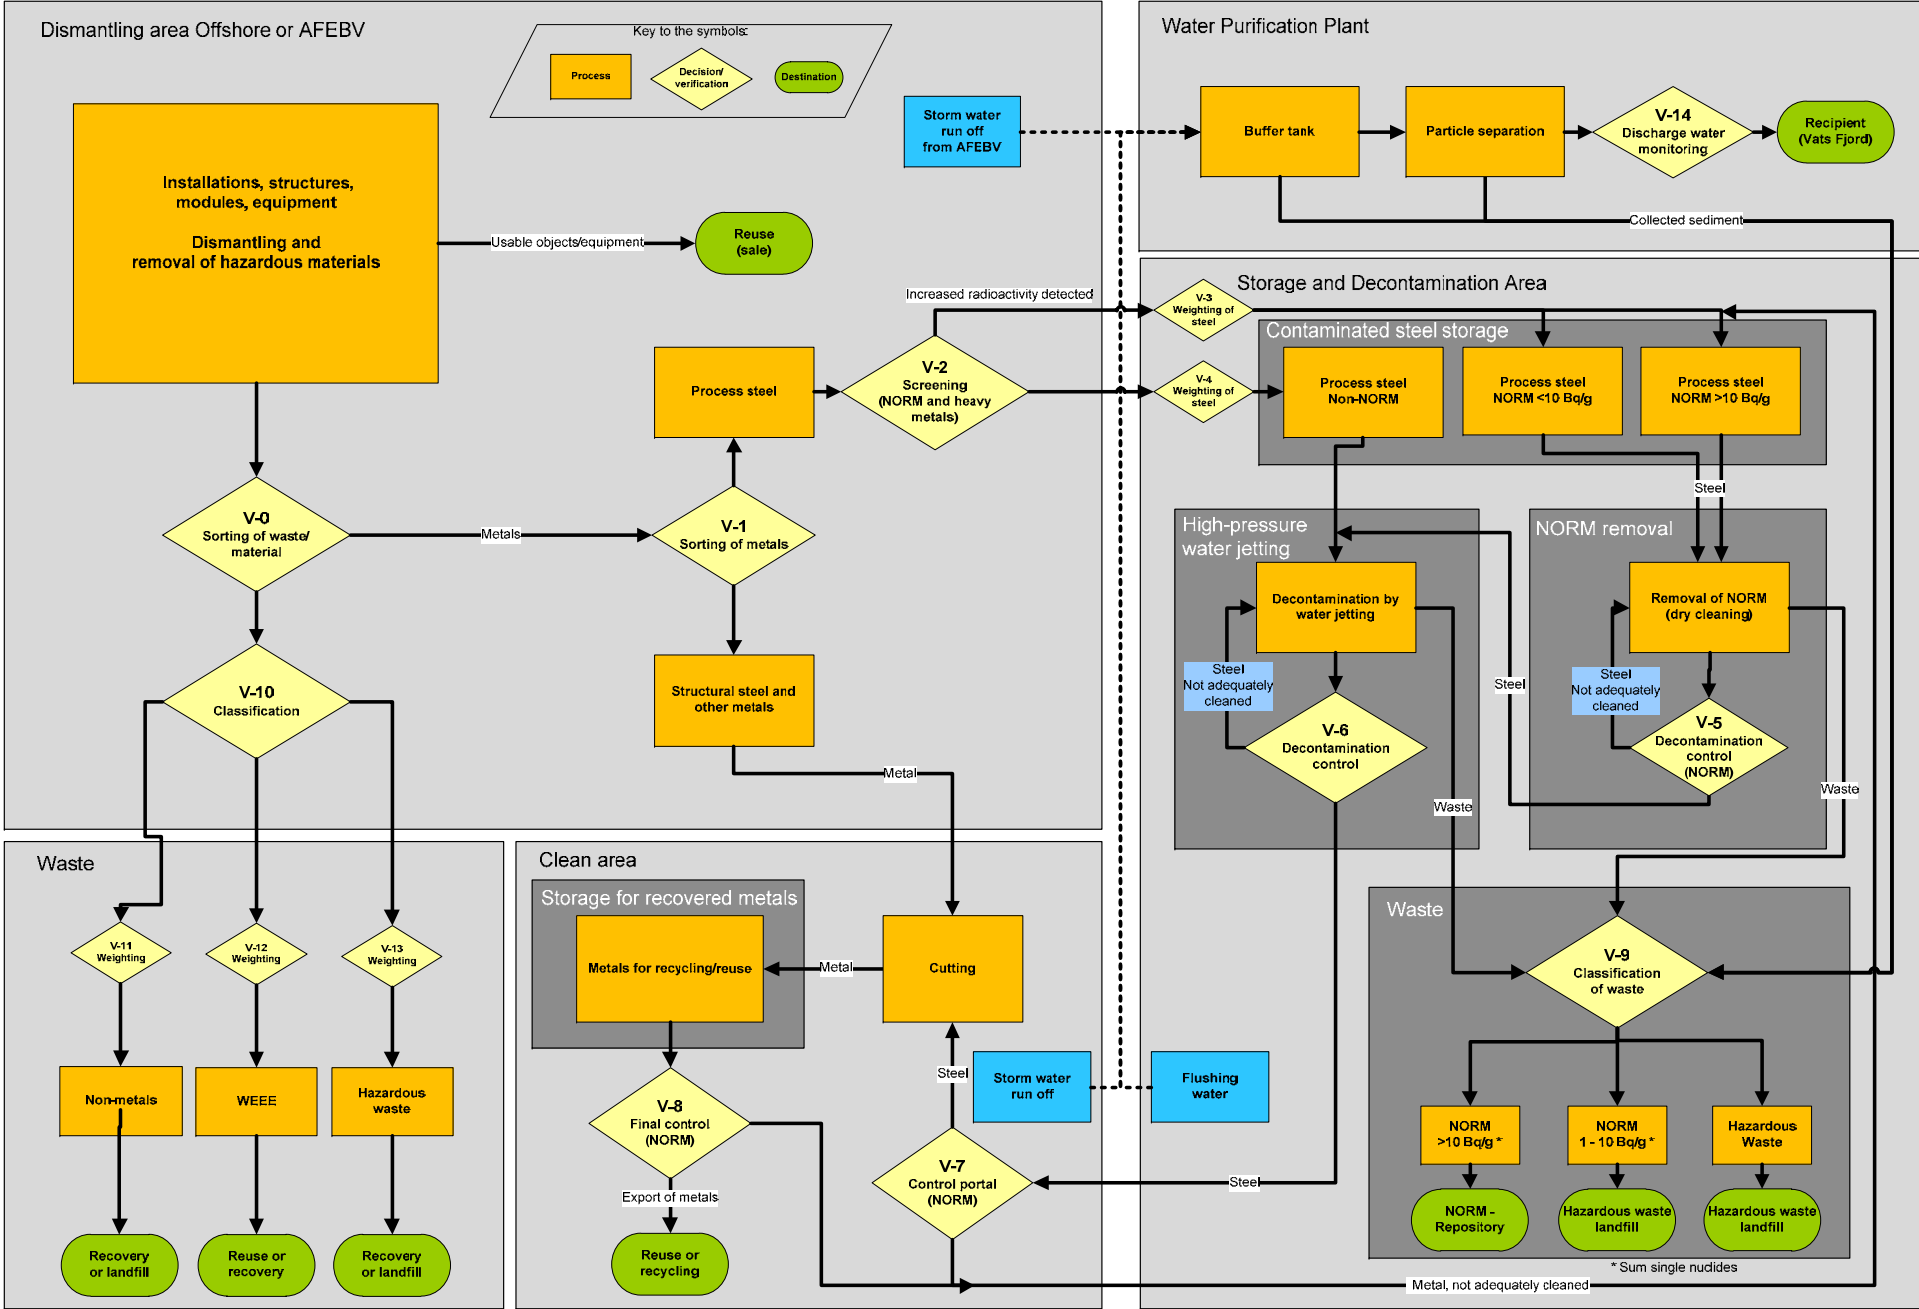 Dismantling area Offshore or AFEBV
Key to the symbols:
Process
Decision/
verification
Destination
Installations, structures,
modules, equipment
Dismantling and
removal of hazardous materials
Usable objects/equipment
Reuse
(sale)
Storm water
run off
from AFEBV
Increased radioactivity detected
Process steel
V-2
Screening
(NORM and heavy
metals)
V-0
Sorting of waste/
material
Metals
V-1
Sorting of metals
V-10
Classification
Structural steel and
other metals
Metal
Water Purification Plant
Buffer tank
Particle separation
V-14
Discharge water
monitoring
Recipient
(Vats Fjord)
Collected sediment
Storage and Decontamination Area
V-3
Weighting of
steel
V-4
Weighting of
steel
Contaminated steel storage
Process steel
Non-NORM
Process steel
NORM <10 Bq/g
Process steel
NORM >10 Bq/g
Steel
High-pressure
water jetting
Decontamination by
water jetting
Steel
Not adequately
cleaned
V-6
Decontamination
control
Waste
Steel
NORM removal
Removal of NORM
(dry cleaning)
Steel
Not adequately
cleaned
V-5
Decontamination
control
(NORM)
Waste
Waste
V-9
Classification
of waste
NORM
>10 Bq/g *
NORM
1 - 10 Bq/g *
Hazardous
Waste
NORM -
Repository
Hazardous waste
landfill
Hazardous waste
landfill
* Sum single nudides
Metal, not adequately cleaned
Waste
V-11
Weighting
V-12
Weighting
V-13
Weighting
Non-metals
WEEE
Hazardous
waste
Recovery
or landfill
Reuse or
recovery
Recovery
or landfill
Clean area
Storage for recovered metals
Metals for recycling/reuse
Metal
Cutting
Steel
V-8
Final control
(NORM)
Export of metals
Reuse or
recycling
V-7
Control portal
(NORM)
Steel
Storm water
run off
Flushing
water